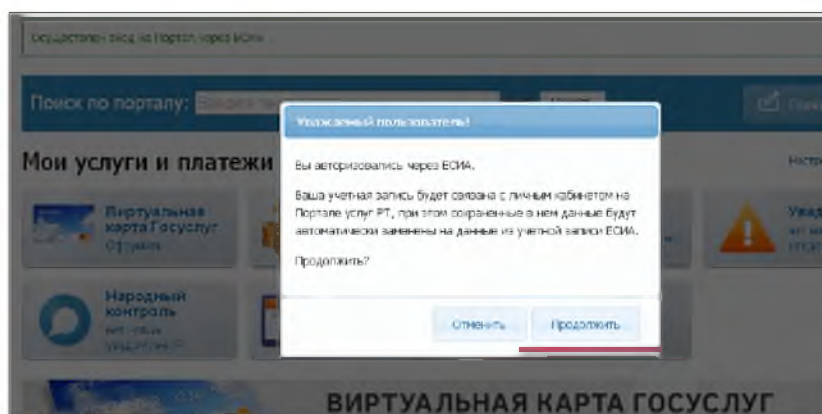 Осуществлен вход на Портал через ЕСИА
Поиск по порталу:
Уважаемый пользователь!
Мои услуги и платежи
Вы авторизовались через ЕСИА.
Ваша учетная запись будет связана с личным кабинетом на
Портале услуг РТ, при этом сохраненные в нем данные будут
автоматически заменены на данные из учетной записи ЕСИА.
Продолжить?
Виртуальная
карта Госуслуг
Народный
контроль
Отменить Продолжить
ВИРТУАЛЬНАЯ КАРТА ГОСУСЛУГ